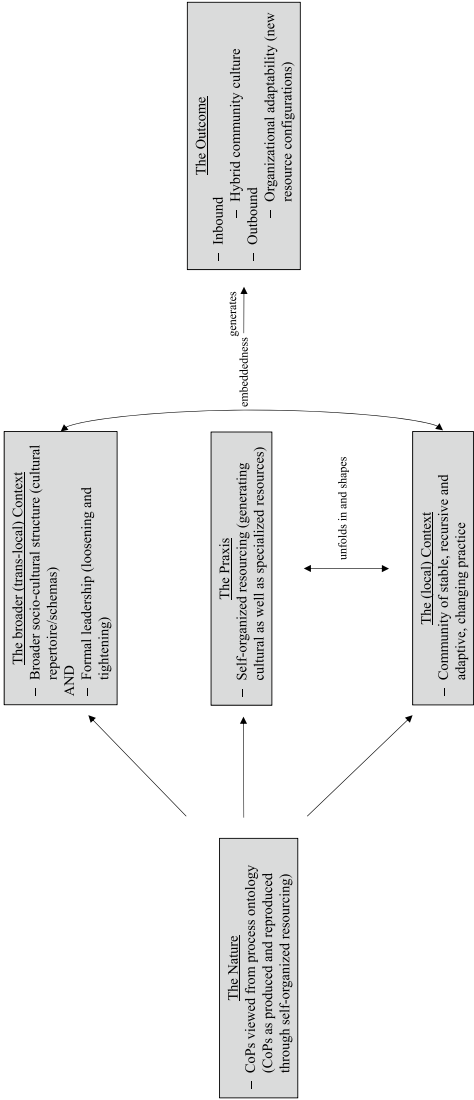 The Nature
– CoPs viewed from process ontology
(CoPs as produced and reproduced
through self-organized resourcing)
The broader (trans-local) Context
– Broader socio-cultural structure (cultural
repertoire/schemas)
AND
– Formal leadership (loosening and
tightening)
The Praxis
– Self-organized resourcing (generating
cultural as well as specialized resources)
unfolds in and shapes
The (local) Context
– Community of stable, recursive and
adaptive, changing practice
embeddedness
generates
The Outcome
– Inbound
– Hybrid community culture
– Outbound
– Organizational adaptability (new
resource configurations)